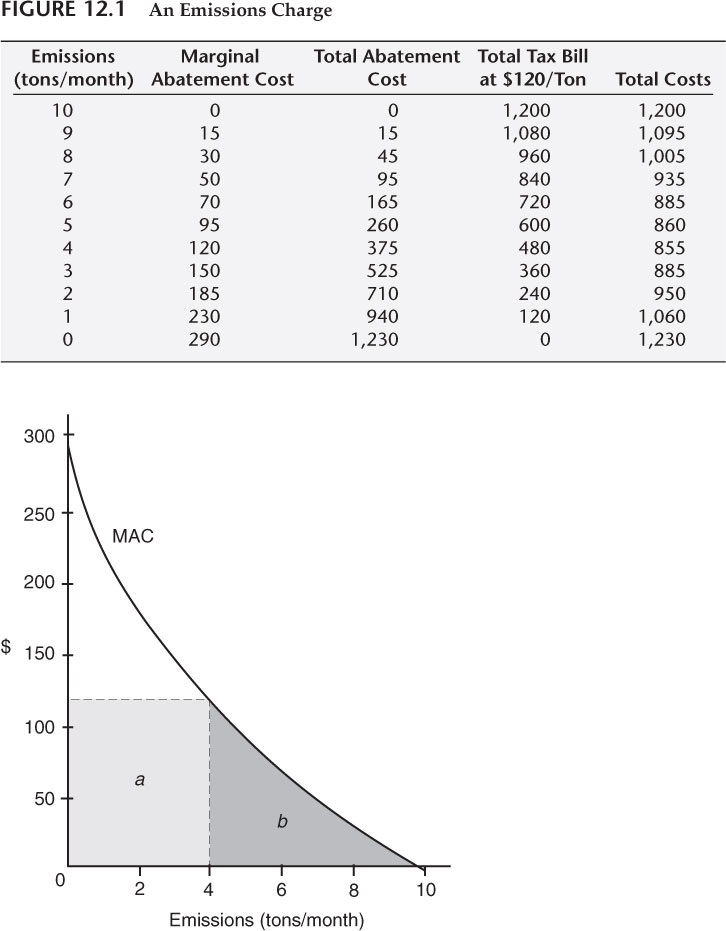 FIGURE 12.1 An Emissions Charge
Emissions Marginal Total Abatement Total Tax Bill
(tons/month) Abatement Cost Cost at $120/Ton Total Costs
10 0 0 1,200 1,200
9 15 15 1,080 1,095
8 30 45 960 1,005
7 50 95 840 935
6 70 165 720 885
5 95 260 600 860
4 120 375 480 855
3 150 525 360 885
2 185 710 240 950
1 230 940 120 1,060
0 290 1,230 0 1,230
300
250
MAC
200
$ 150
100
a
50
b
0
2 4 6 8 10
Emissions (tons/month)